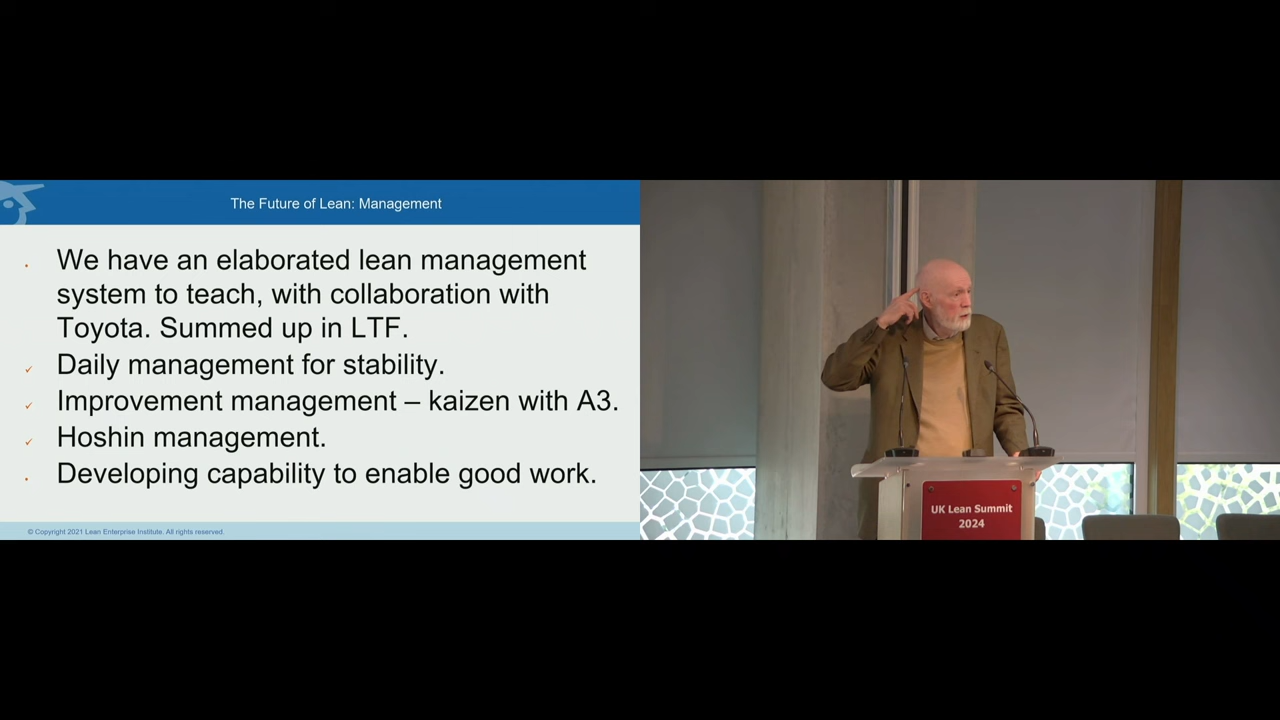 The Future of Lean: Management
We have an elaborated lean management
system to teach, with collaboration with
Toyota. Summed up in LTF.
Daily management for stability.
Improvement management – kaizen with A3.
Hoshin management.
Developing capability to enable good work.
© Copyright 2021 Lean Enterprise Institute. All rights reserved.
UK Lean Summit
2024